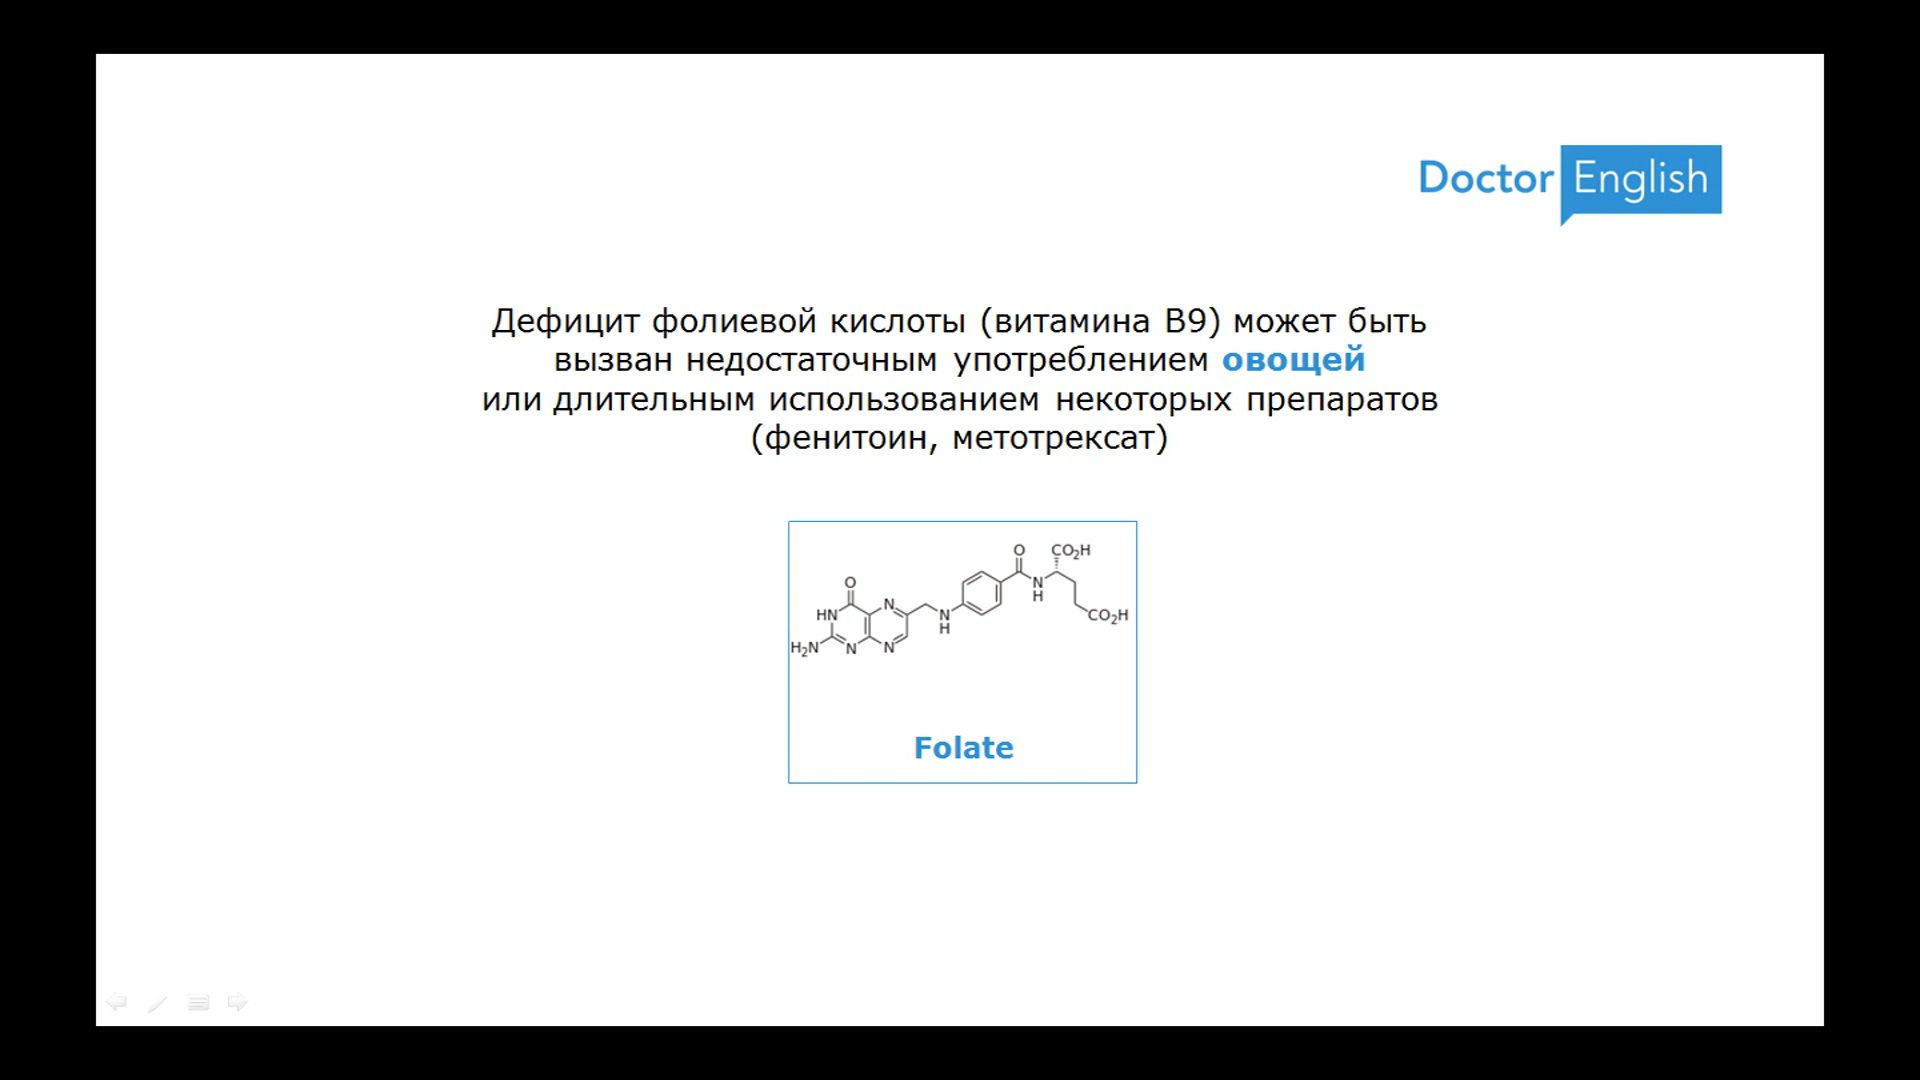 Doctor English
Дефицит фолиевой кислоты (витамина В9) может быть
вызван недостаточным употреблением овощей
или длительным использованием некоторых препаратов
(фенитоин, метотрексат)
O
CO₂H
O
N
HN
N
H
N
H
CO₂H
H₂N
N
N
Folate